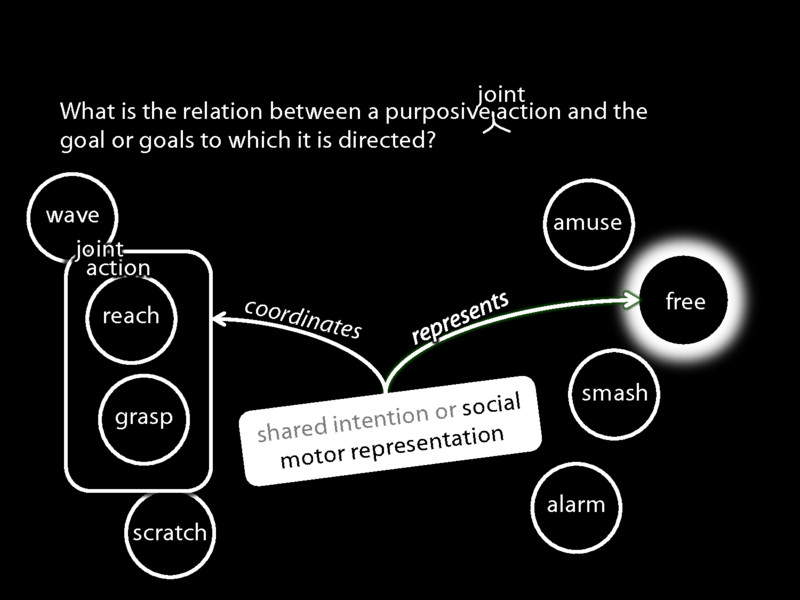 joint
What is the relation between a purposive action and the
goal or goals to which it is directed?
wave
amuse
joint
action
reach
coordinates
represents
free
grasp
smash
shared intention or social
motor representation
scratch
alarm